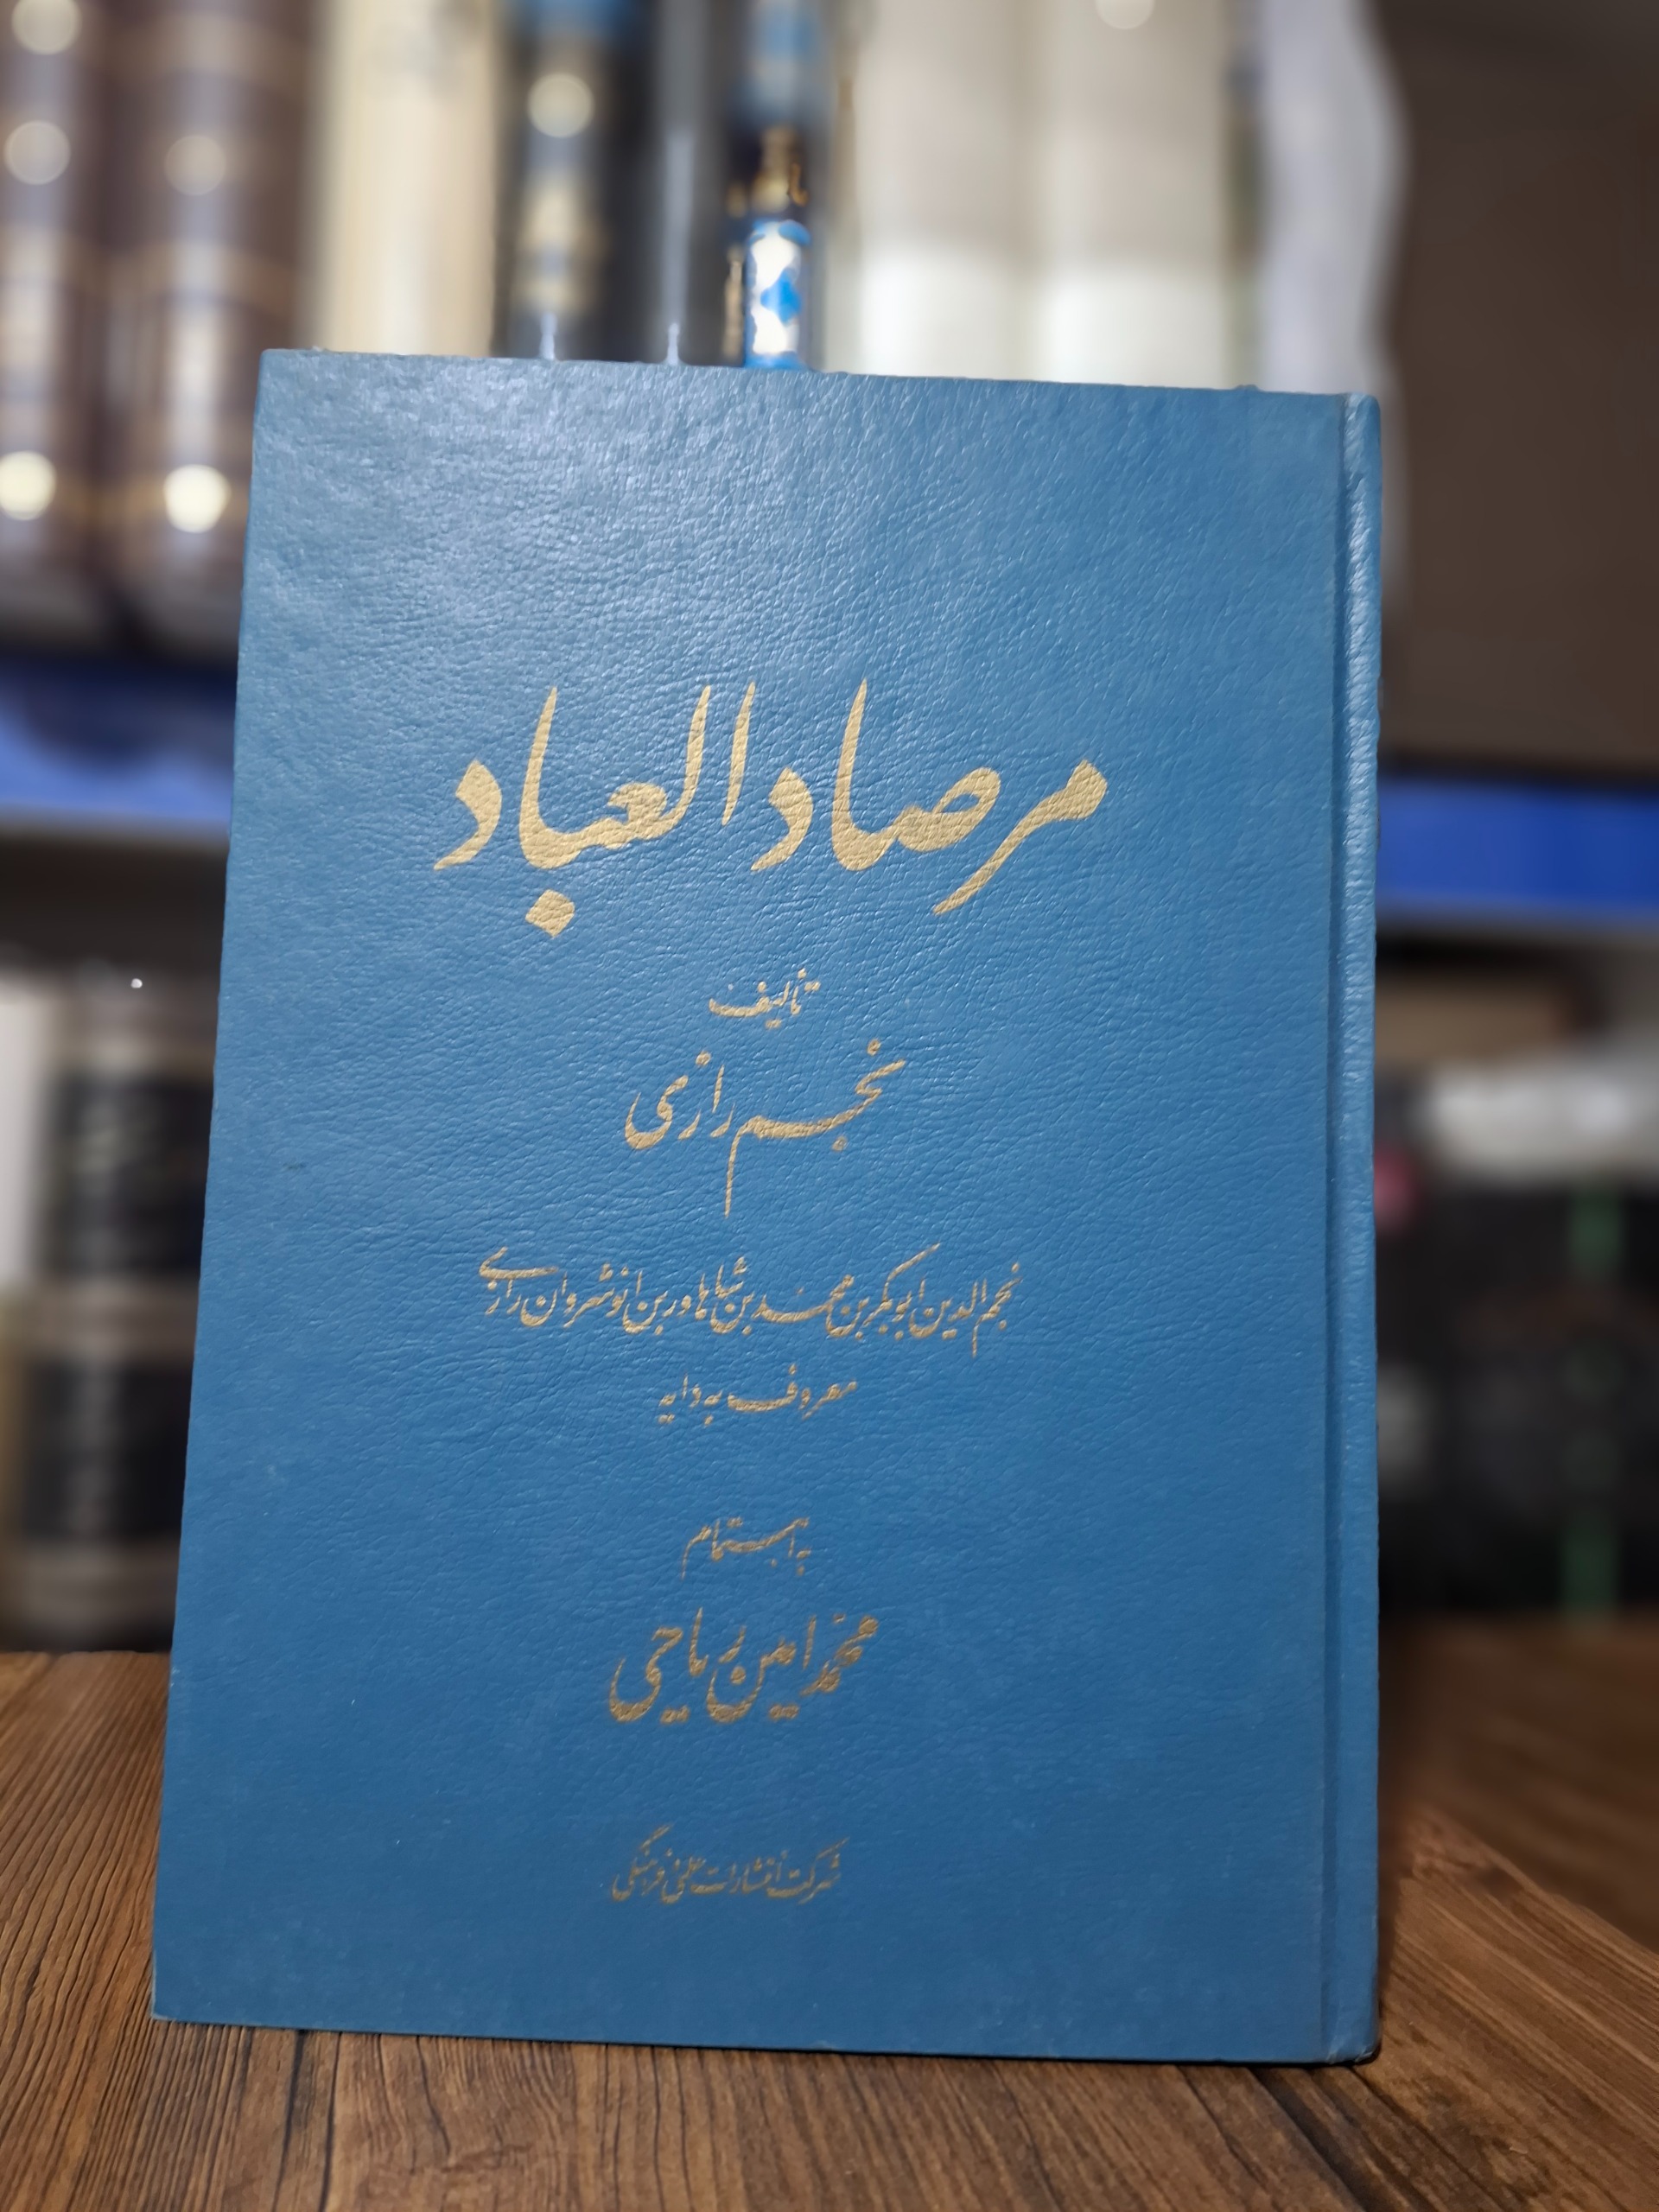 مرصاد العباد
تألیف
نجم رازی
نجم الدین ابوبکر بن محمد بن شاهاور بن انوشروان رازی
معروف به دایه
به اهتمام
محمد امین ریاحی
شرکت انتشارات علمی و فرهنگی